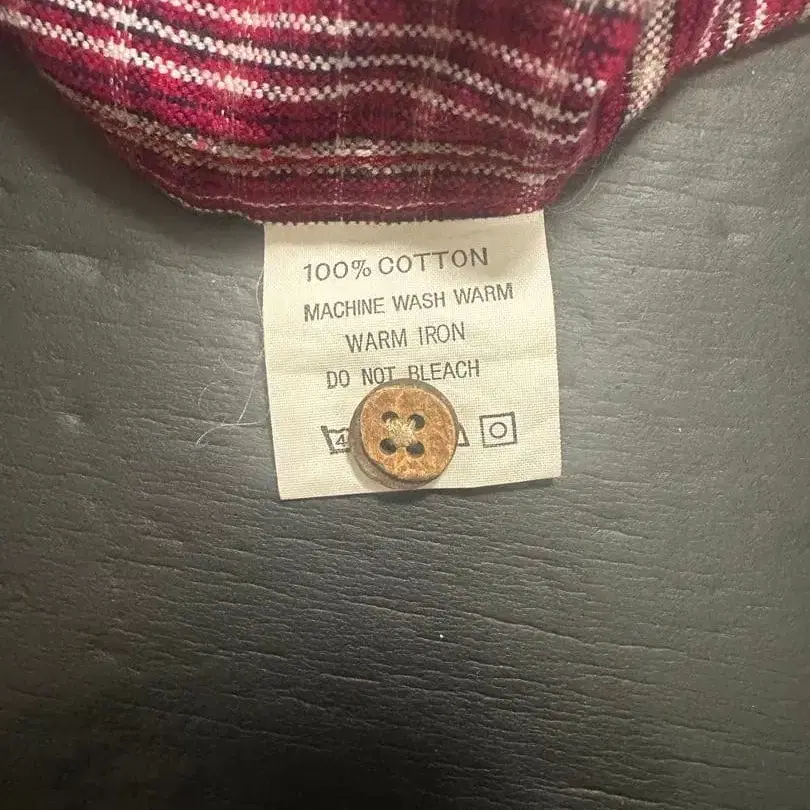 100% COTTON
MACHINE WASH WARM
WARM IRON
DO NOT BLEACH